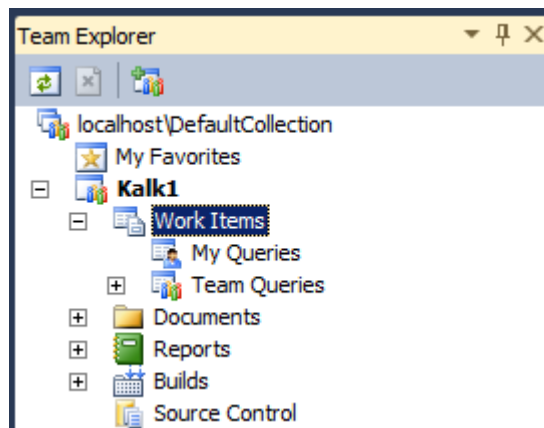 Team Explorer
localhost\DefaultCollection
My Favorites
Kalk1
Work Items
My Queries
Team Queries
Documents
Reports
Builds
Source Control